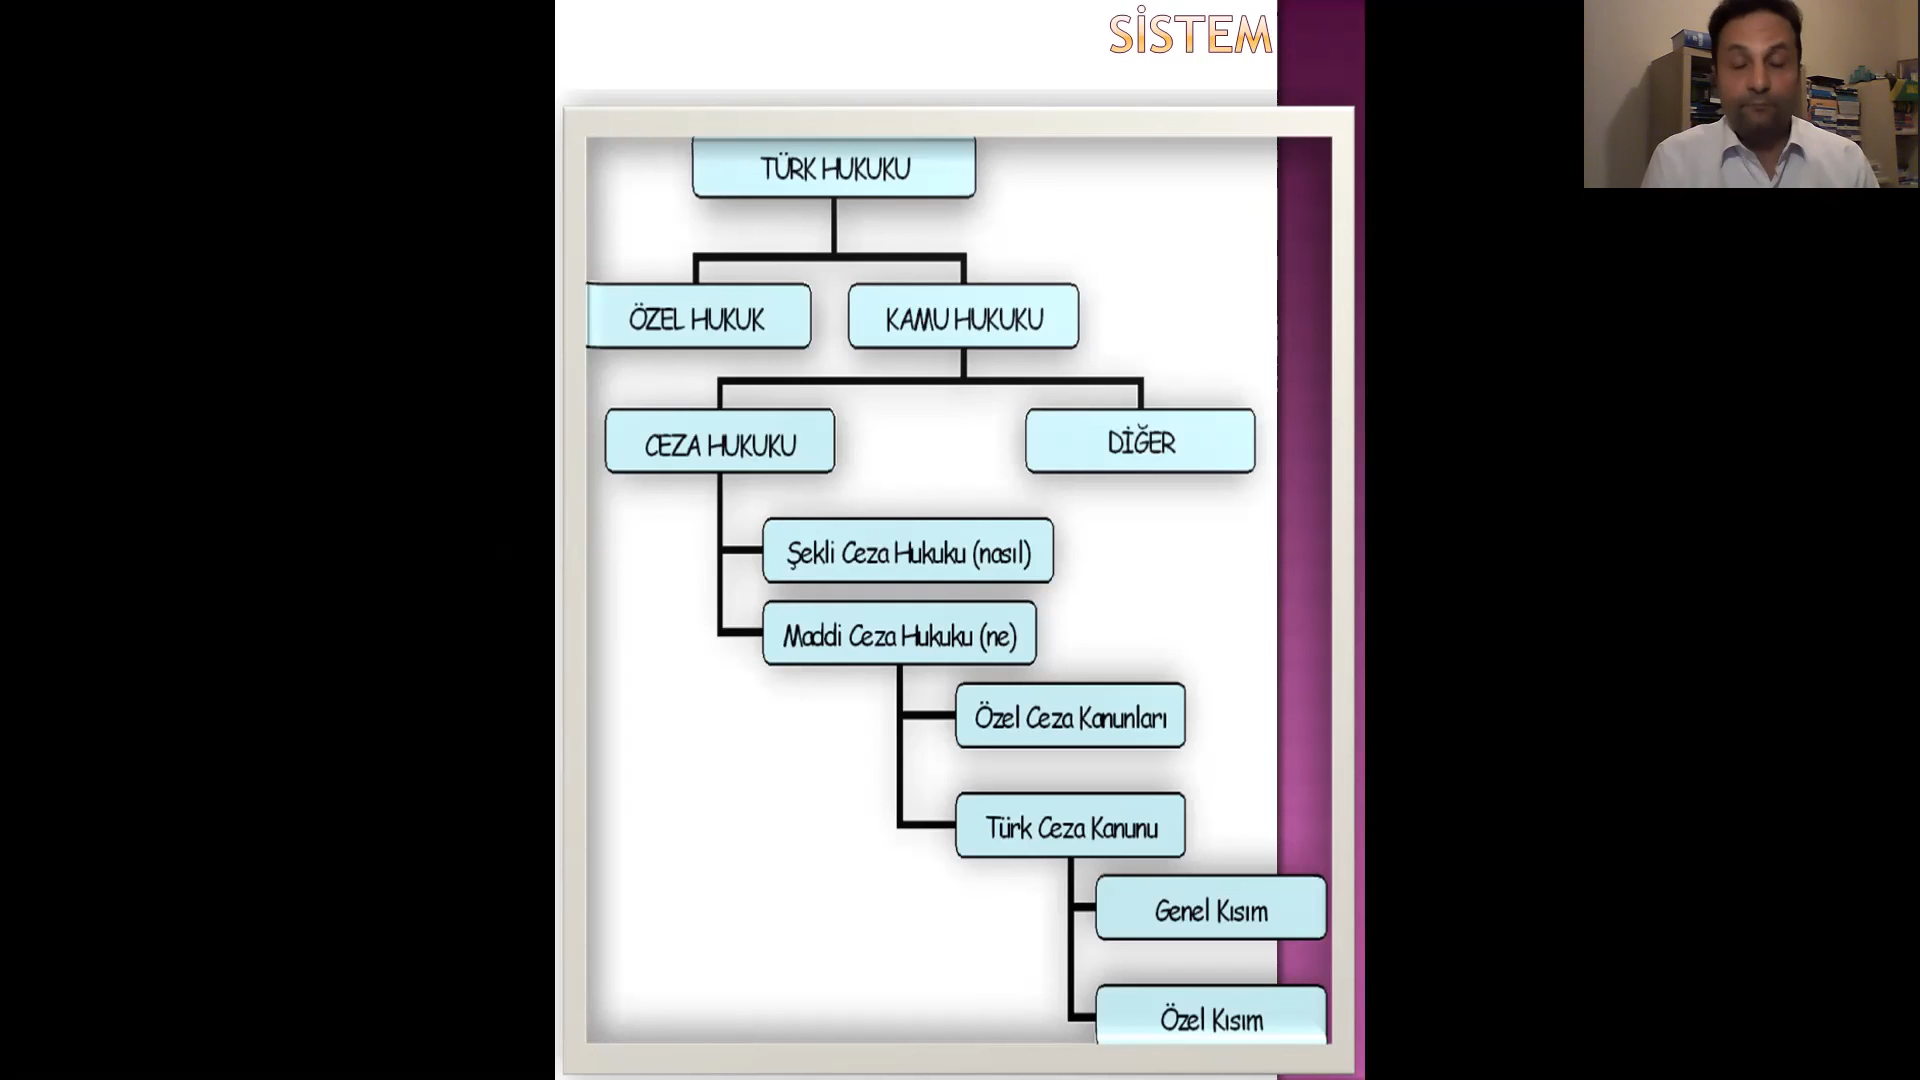 SİSTEM
TÜRK HUKUKU
ÖZEL HUKUK
KAMU HUKUKU
CEZA HUKUKU
DİĞER
Şekli Ceza Hukuku (nasıl)
Maddi Ceza Hukuku (ne)
Özel Ceza Kanunları
Türk Ceza Kanunu
Genel Kısım
Özel Kısım